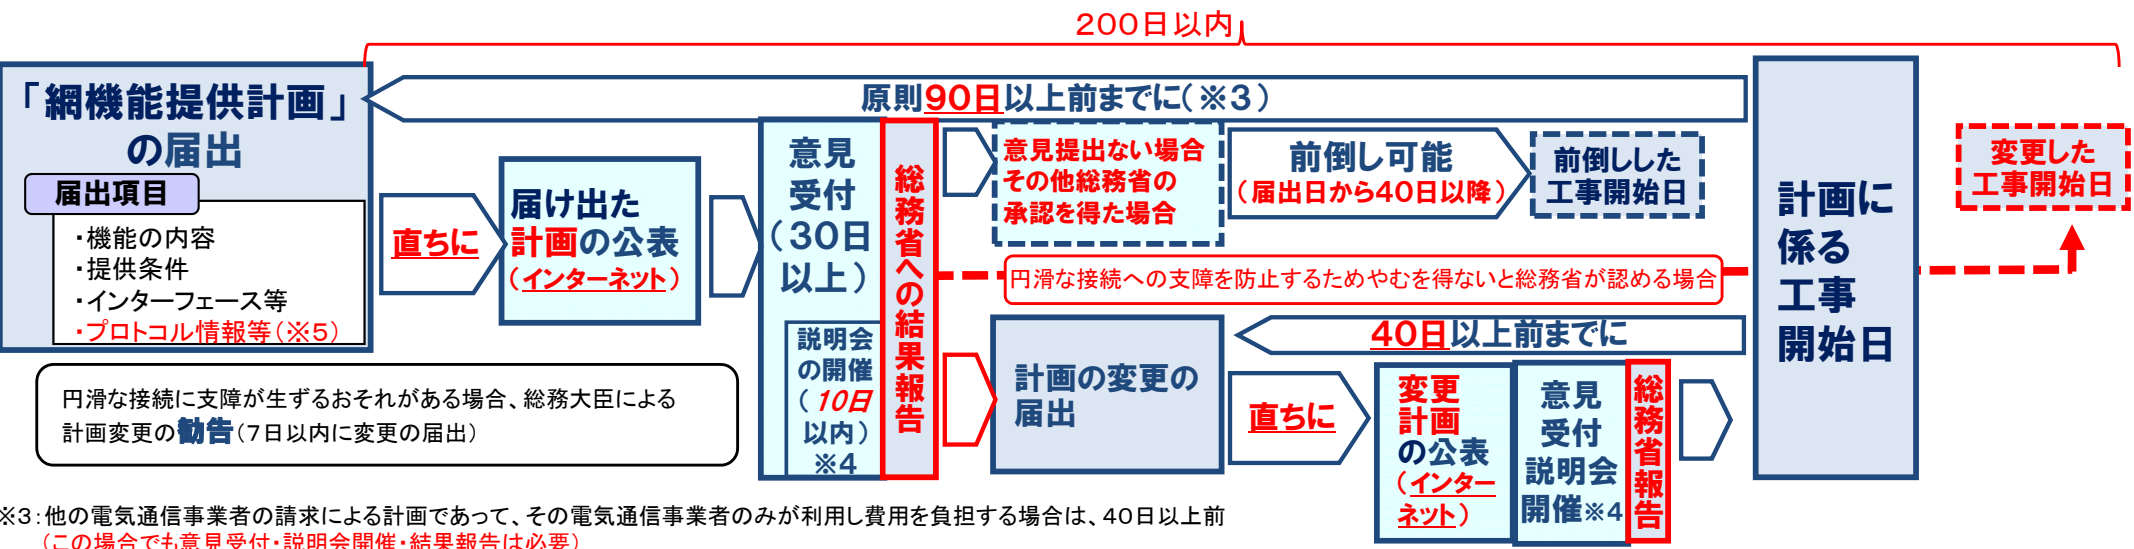 200日以内
「網機能提供計画」
の届出
届出項目
・機能の内容
・提供条件
・インターフェース等
・プロトコル情報等(※5)
原則90日以上前までに(※3)
直ちに
届け出た
計画の公表
(インターネット)
意見
受付
(30日
以上)
説明会
の開催
(10日
以内)
※4
総務省への結果報告
意見提出ない場合
その他総務省の
承認を得た場合
前倒し可能
(届出日から40日以降)
前倒しした
工事開始日
円滑な接続への支障を防止するためやむを得ないと総務省が認める場合
計画の変更の
届出
40日以上前までに
直ちに
変更
計画
の公表
(インター
ネット)
意見
受付
説明会
開催※4
総務省報告
計画に
係る
工事
開始日
変更した
工事開始日
円滑な接続に支障が生ずるおそれがある場合、総務大臣による
計画変更の勧告(7日以内に変更の届出)
※3:他の電気通信事業者の請求による計画であって、その電気通信事業者のみが利用し費用を負担する場合は、40日以上前
(この場合でも意見受付・説明会開催・結果報告は必要)